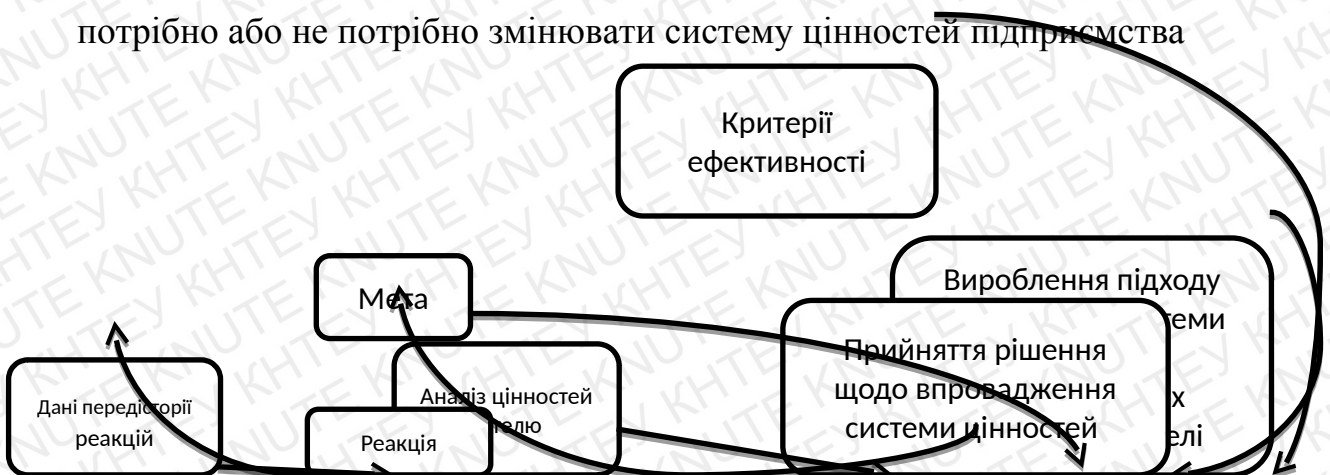 потрібно або не потрібно змінювати систему цінностей підприємства
Критерії
ефективності
Вироблення підходу
теми
х
елі
Мета
Прийняття рішення
щодо впровадження
системи цінностей
Аналіз цінностей
телю
Дані передісторії
реакцій
Реакція